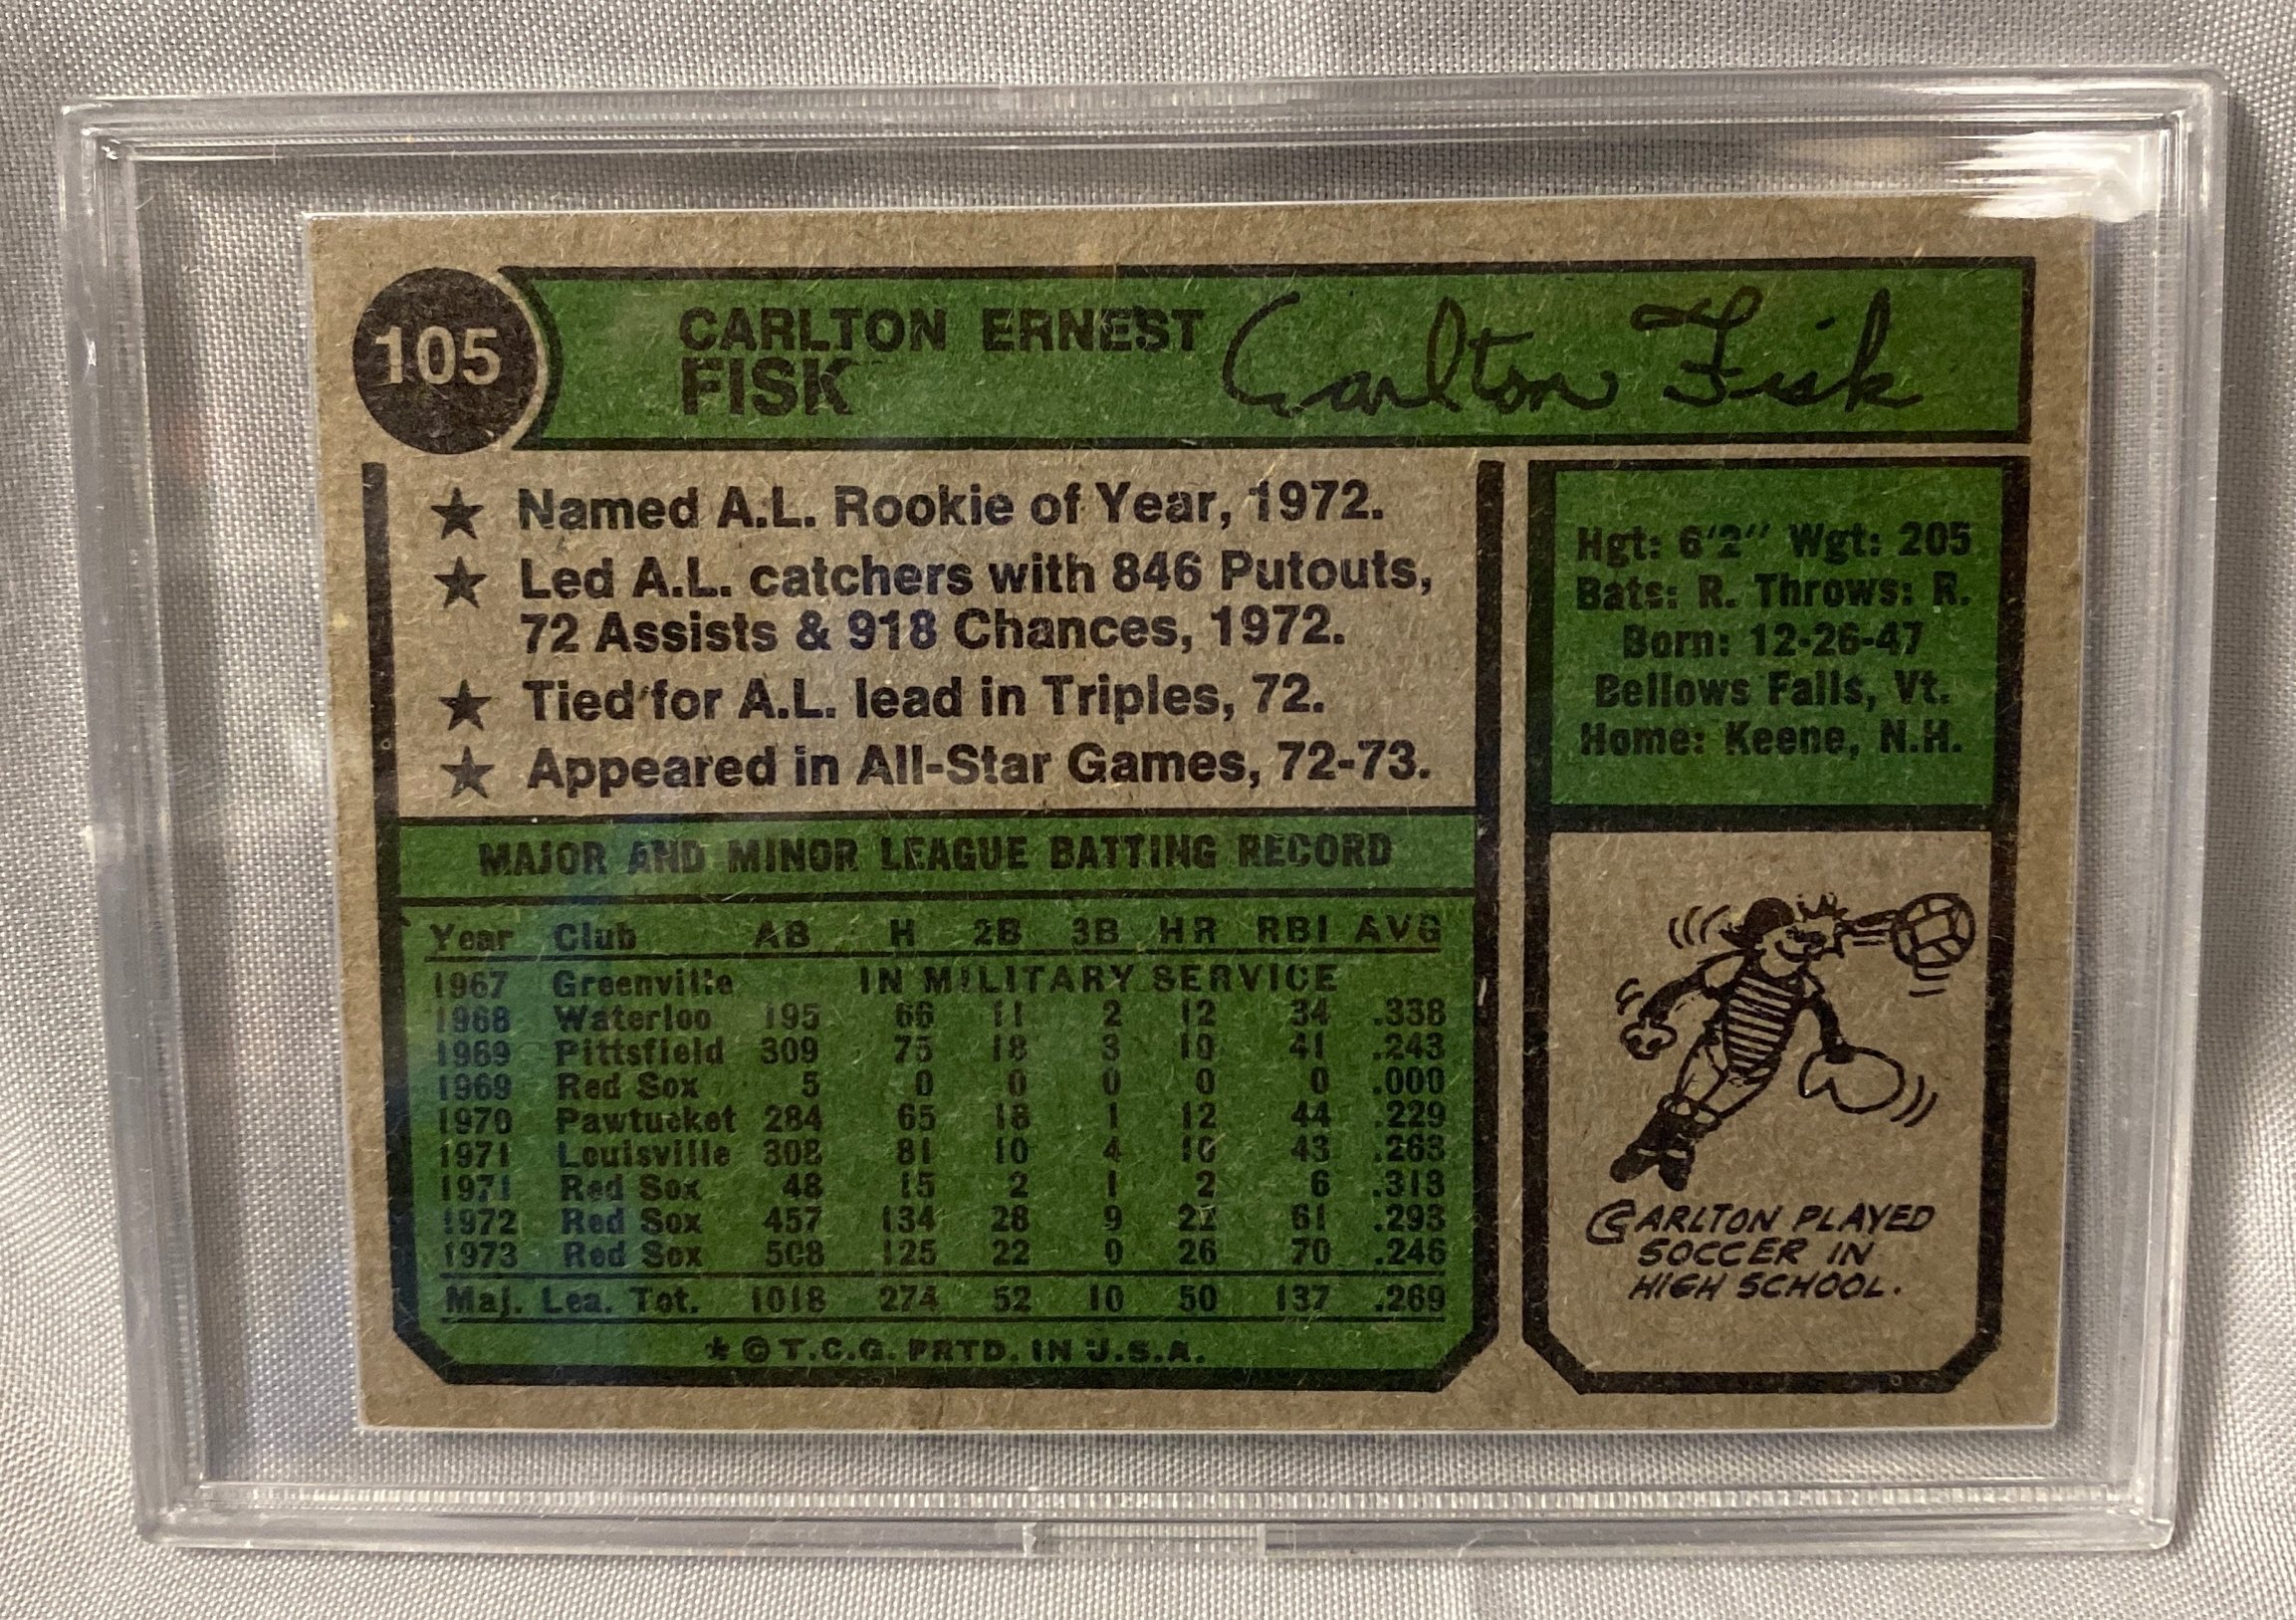 105
CARLTON ERNEST
FISK
Carlton Fisk
★ Named A.L. Rookie of Year, 1972.
★ Led A.L. catchers with 846 Putouts,
72 Assists & 918 Chances, 1972.
★ Tied for A.L. lead in Triples, 72.
★ Appeared in All-Star Games, 72-73.
Hgt: 6'2" Wgt: 205
Bats: R. Throws: R.
Born: 12-26-47
Bellows Falls, Vt.
Home: Keene, N.H.
MAJOR AND MINOR LEAGUE BATTING RECORD
Year Club AB H 2B 3B HR RBI AVG
1967 Greenville IN MILITARY SERVICE
1968 Waterloo 195 66 11 2 12 34 .338
1969 Pittsfield 309 75 18 3 10 41 .243
1969 Red Sox 5 0 0 0 0 0 .000
1970 Pawtucket 284 65 18 1 12 44 .229
1971 Louisville 308 81 10 4 10 43 .263
1971 Red Sox 48 15 2 1 2 6 .313
1972 Red Sox 457 134 28 9 22 61 .293
1973 Red Sox 508 125 22 0 26 70 .246
Maj. Lea. Tot. 1018 274 52 10 50 137 .269
* © T.C.G. PRTD. IN U.S.A.
CARLTON PLAYED
SOCCER IN
HIGH SCHOOL.